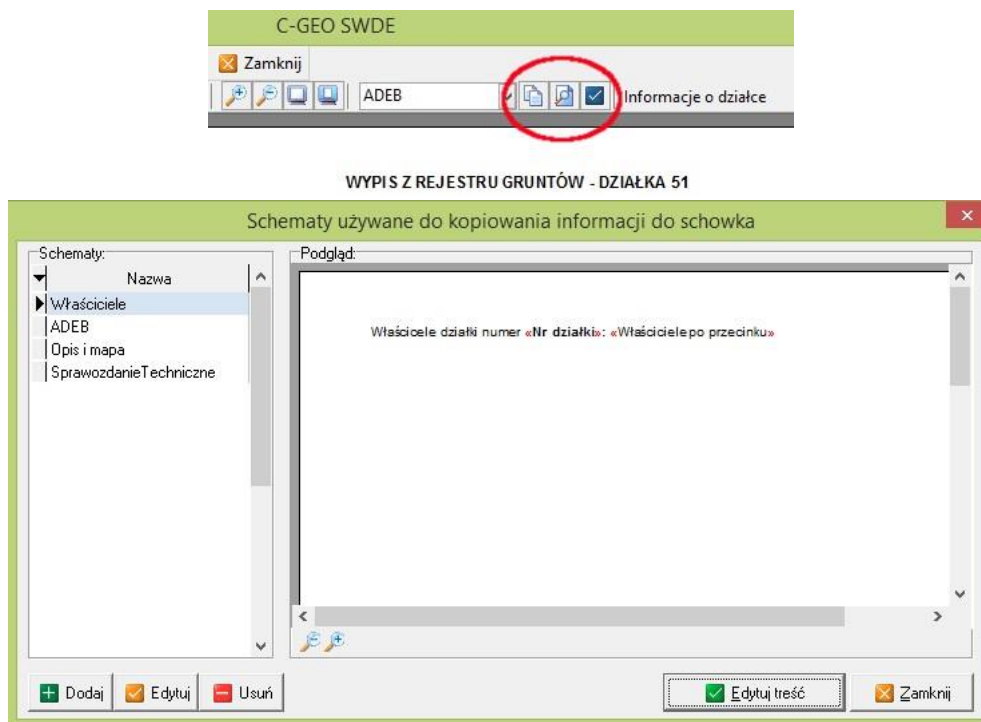 C-GEO SWDE
Zamknij
ADEB
Informacje o działce
WYPIS Z REJESTRU GRUNTÓW - DZIAŁKA 51
Schematy używane do kopiowania informacji do schowka
Schematy:
Nazwa
Właściciele
ADEB
Opis i mapa
SprawozdanieTechniczne
Podgląd:
Właścicele działki numer «Nr działki»: «Właściciele po przecinku»
Dodaj
Edytuj
Usuń
Edytuj treść
Zamknij